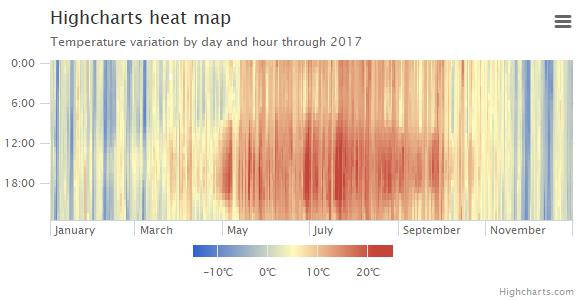 Highcharts heat map
Temperature variation by day and hour through 2017
0:00
6:00
12:00
18:00
January March May July September November
−10℃ 0℃ 10℃ 20℃
Highcharts.com